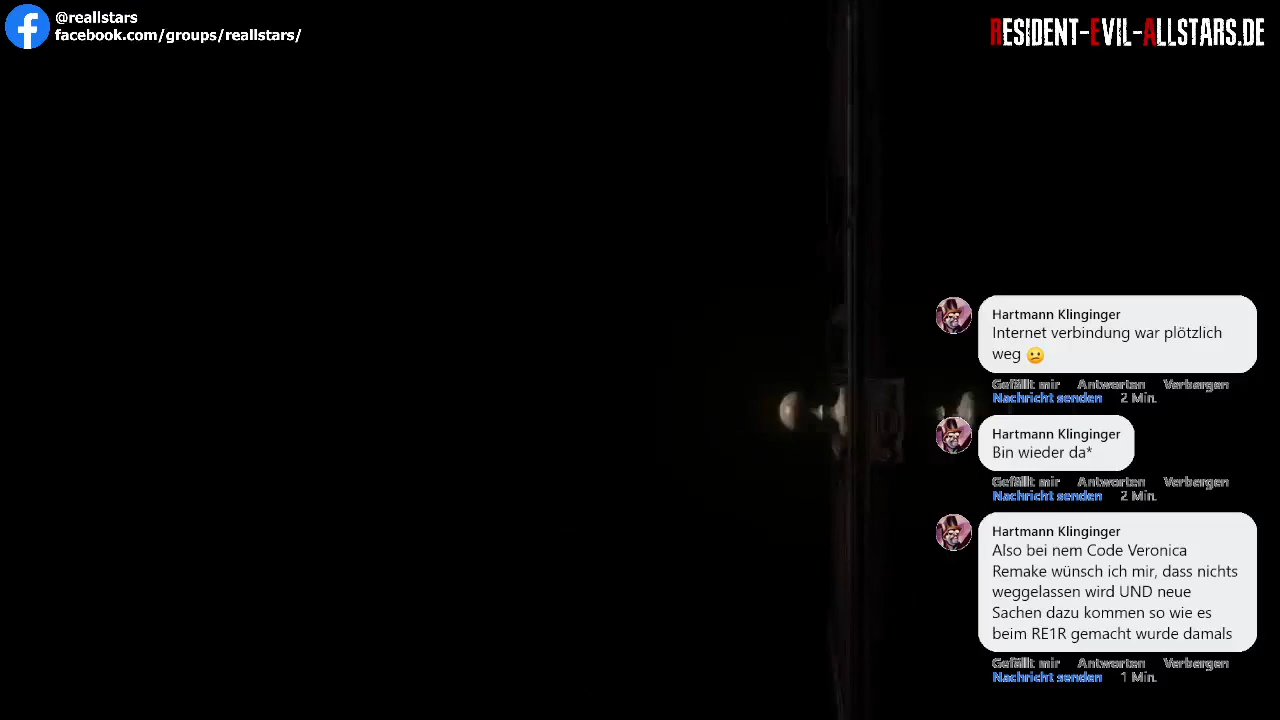 @reallstars
facebook.com/groups/reallstars/
RESIDENT-EVIL-ALLSTARS.DE
Hartmann Klinginger
Internet verbindung war plötzlich
weg 😕
Gefällt mir Antworten Verbergen
Nachricht senden 2 Min.
Hartmann Klinginger
Bin wieder da*
Gefällt mir Antworten Verbergen
Nachricht senden 2 Min.
Hartmann Klinginger
Also bei nem Code Veronica
Remake wünsch ich mir, dass nichts
weggelassen wird UND neue
Sachen dazu kommen so wie es
beim RE1R gemacht wurde damals
Gefällt mir Antworten Verbergen
Nachricht senden 1 Min.